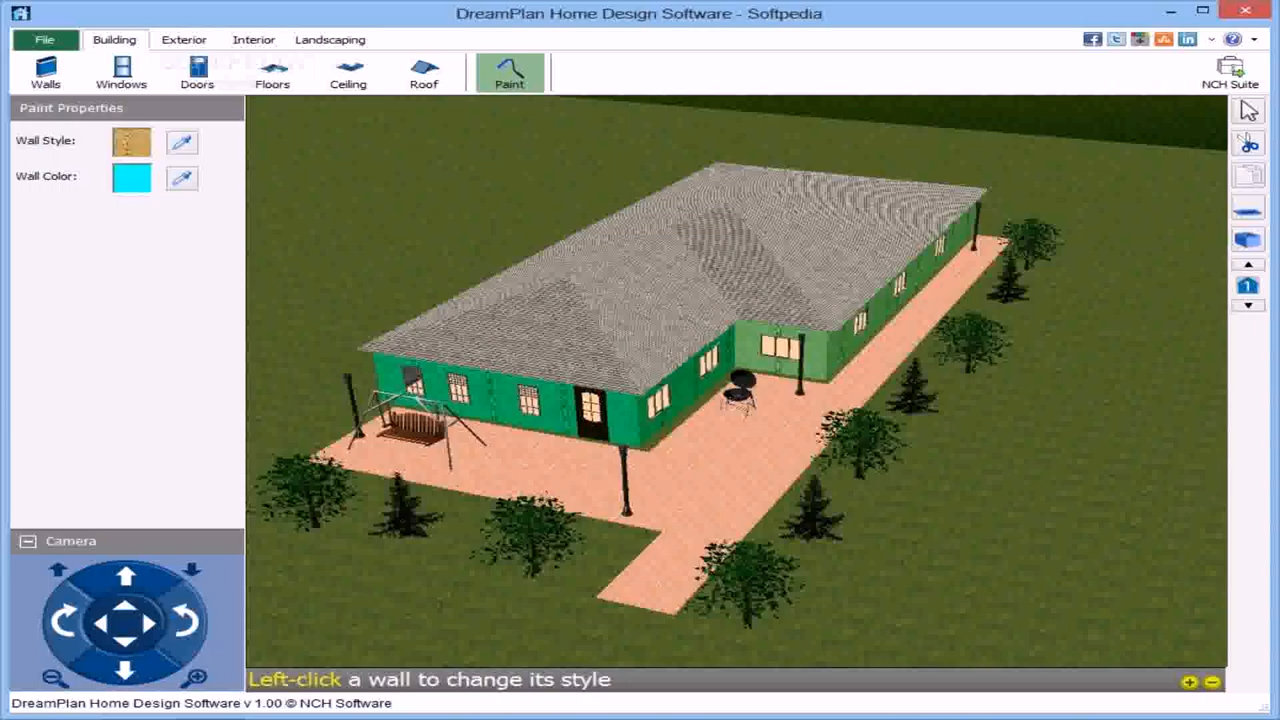 DreamPlan Home Design Software - Softpedia
File Building Exterior Interior Landscaping
Walls Windows Doors Floors Ceiling Roof Paint NCH Suite
Paint Properties
Wall Style:
Wall Color:
1
Camera
Left-click a wall to change its style
DreamPlan Home Design Software v 1.00 © NCH Software